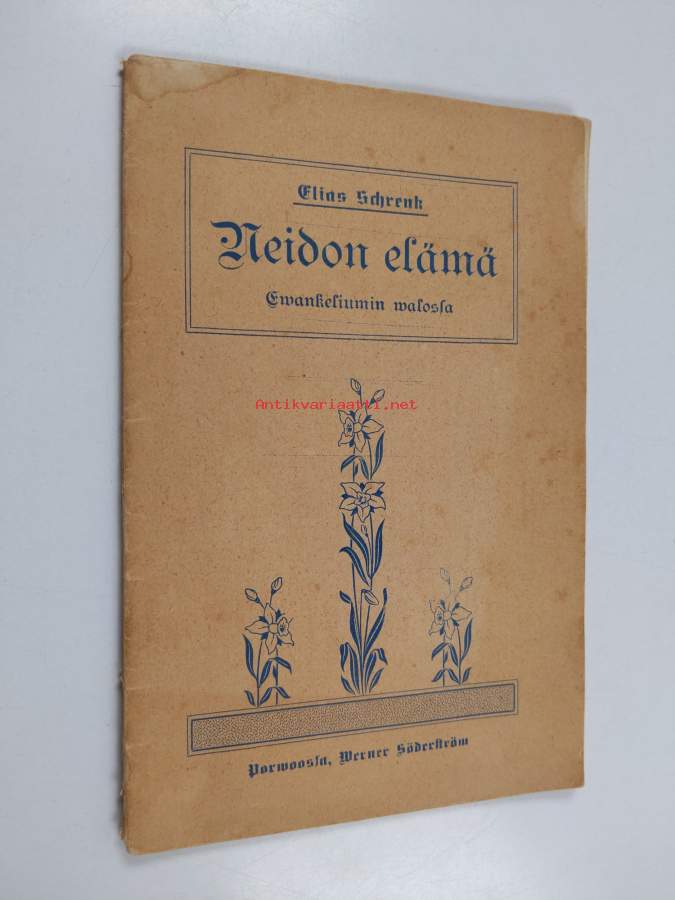 Elias Schrenk
Neidon elämä
Ewankeliumin walossa
Antikvariaatti.net
Porwoossa, Werner Söderström